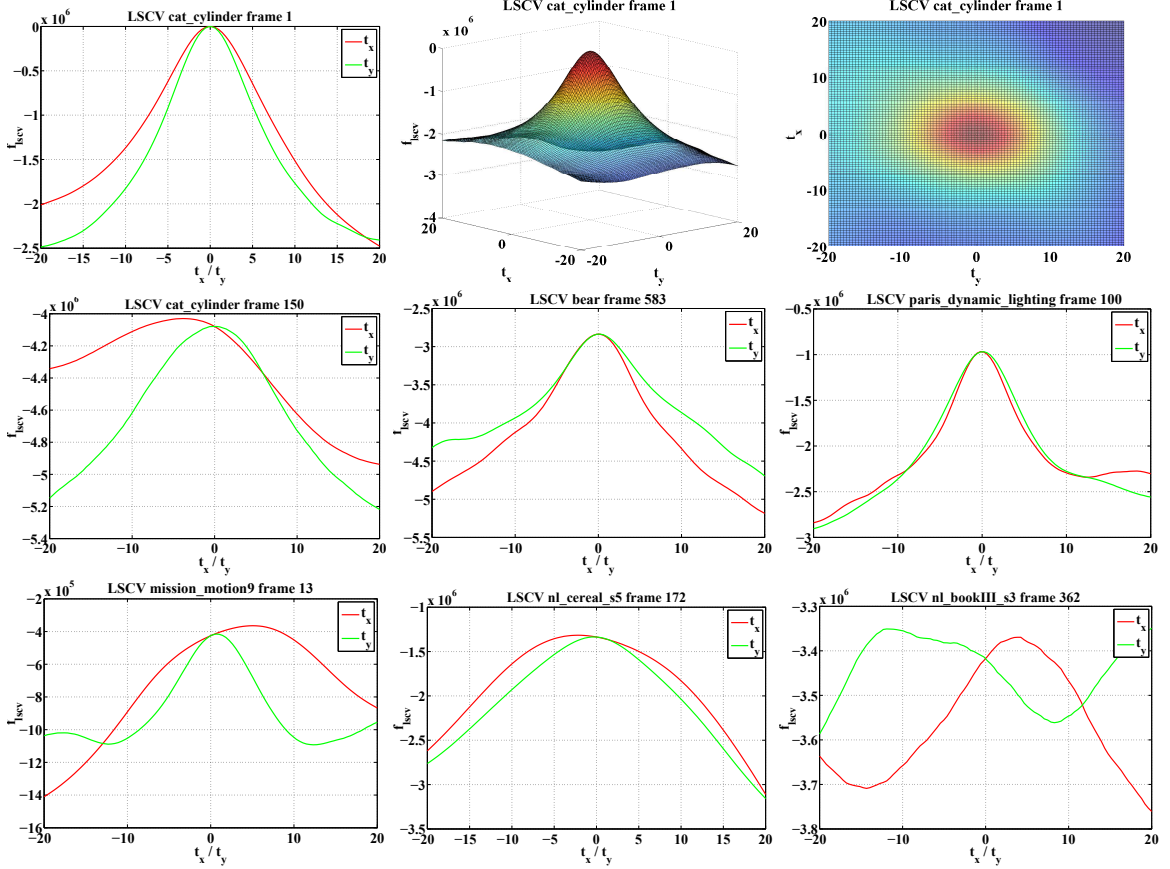 LSCV cat_cylinder frame 1
x 10^6
0
−0.5
−1
−1.5
−2
−2.5
−20 −15 −10 −5 0 5 10 15 20
f_lscv
t_x / t_y
t_x
t_y
LSCV cat_cylinder frame 1
x 10^6
0
-1
-2
-3
-4
f_lscv
20 0 -20
t_x
-20 0 20
t_y
LSCV cat_cylinder frame 1
20
10
0
-10
-20
t_x
-20 -10 0 10 20
t_y
LSCV cat_cylinder frame 150
x 10^6
−4
−4.2
−4.4
−4.6
−4.8
−5
−5.2
−5.4
−20 −10 0 10 20
f_lscv
t_x / t_y
t_x
t_y
LSCV bear frame 583
x 10^6
−2.5
−3
−3.5
−4
−4.5
−5
−5.5
−20 −10 0 10 20
f_lscv
t_x / t_y
t_x
t_y
LSCV paris_dynamic_lighting frame 100
x 10^6
−0.5
−1
−1.5
−2
−2.5
−3
−20 −10 0 10 20
f_lscv
t_x / t_y
t_x
t_y
LSCV mission_motion9 frame 13
x 10^5
−2
−4
−6
−8
−10
−12
−14
−16
−20 −10 0 10 20
f_lscv
t_x / t_y
t_x
t_y
LSCV nl_cereal_s5 frame 172
x 10^6
−1
−1.5
−2
−2.5
−3
−3.5
−20 −15 −10 −5 0 5 10 15 20
f_lscv
t_x / t_y
t_x
t_y
LSCV nl_bookIII_s3 frame 362
x 10^6
−3.3
−3.4
−3.5
−3.6
−3.7
−3.8
−20 −10 0 10 20
f_lscv
t_x / t_y
t_x
t_y